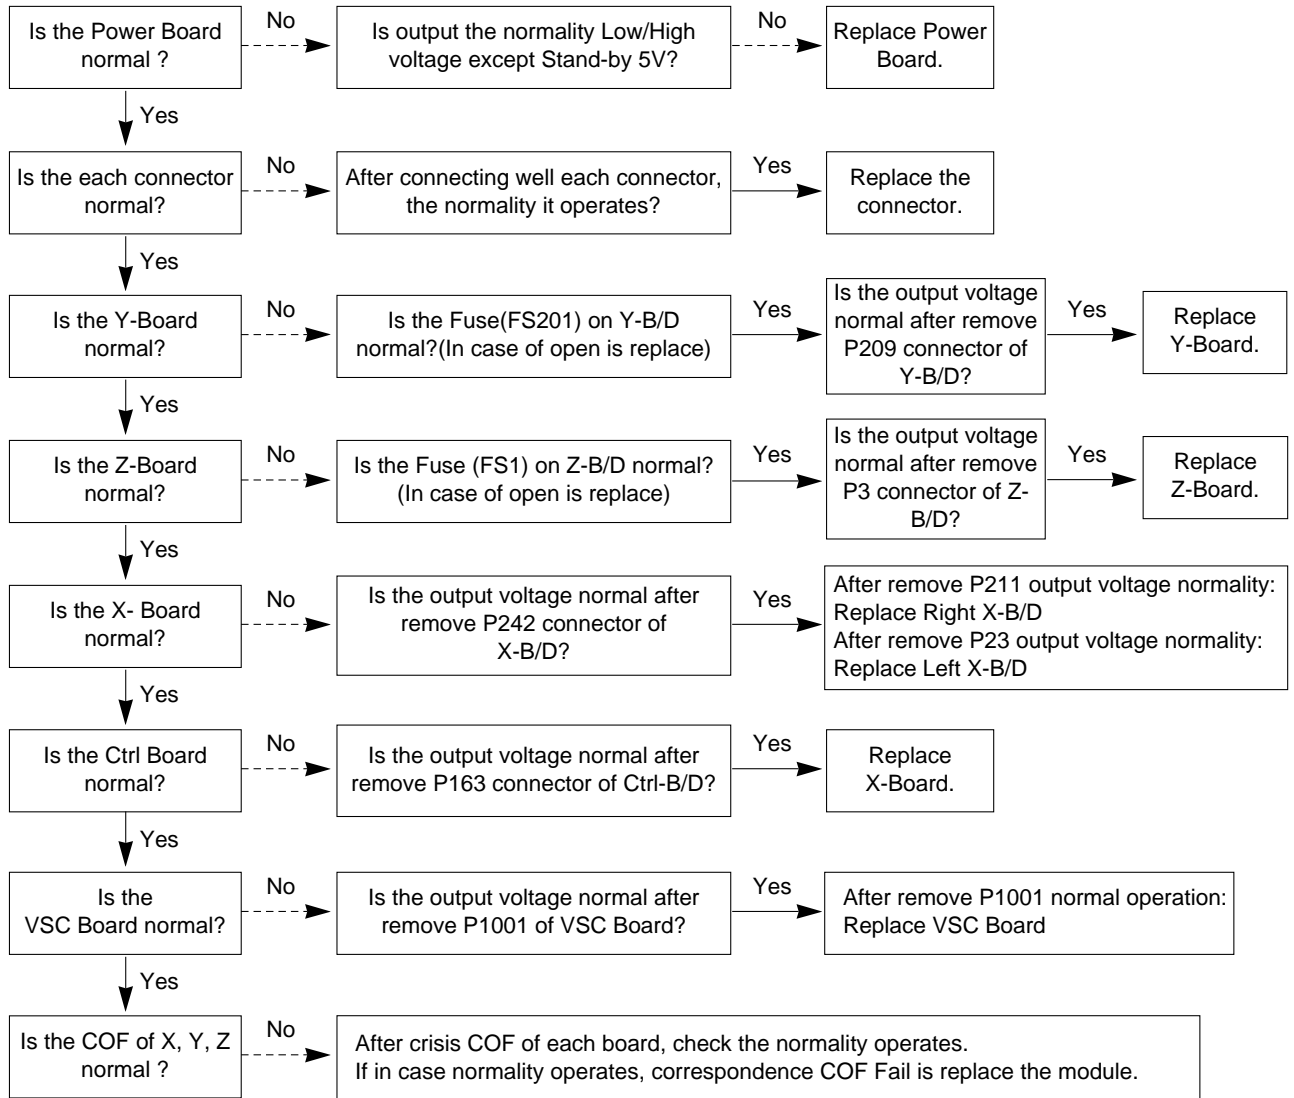 Is the Power Board
normal ?
No
Is output the normality Low/High
voltage except Stand-by 5V?
No
Replace Power
Board.
Yes
Is the each connector
normal?
No
After connecting well each connector,
the normality it operates?
Yes
Replace the
connector.
Yes
Is the Y-Board
normal?
No
Is the Fuse(FS201) on Y-B/D
normal?(In case of open is replace)
Yes
Is the output voltage
normal after remove
P209 connector of
Y-B/D?
Yes
Replace
Y-Board.
Yes
Is the Z-Board
normal?
No
Is the Fuse (FS1) on Z-B/D normal?
(In case of open is replace)
Yes
Is the output voltage
normal after remove
P3 connector of Z-
B/D?
Yes
Replace
Z-Board.
Yes
Is the X- Board
normal?
No
Is the output voltage normal after
remove P242 connector of
X-B/D?
Yes
After remove P211 output voltage normality:
Replace Right X-B/D
After remove P23 output voltage normality:
Replace Left X-B/D
Yes
Is the Ctrl Board
normal?
No
Is the output voltage normal after
remove P163 connector of Ctrl-B/D?
Yes
Replace
X-Board.
Yes
Is the
VSC Board normal?
No
Is the output voltage normal after
remove P1001 of VSC Board?
Yes
After remove P1001 normal operation:
Replace VSC Board
Yes
Is the COF of X, Y, Z
normal ?
No
After crisis COF of each board, check the normality operates.
If in case normality operates, correspondence COF Fail is replace the module.